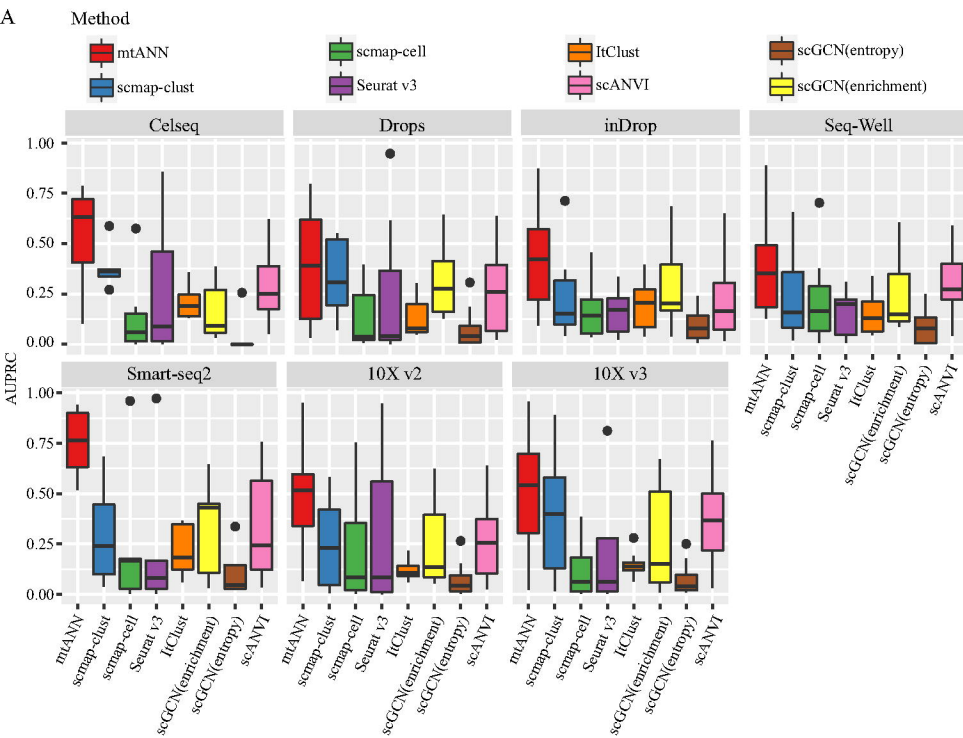 A
Method
mtANN
scmap-cell
ItClust
scGCN(entropy)
scmap-clust
Seurat v3
scANVI
scGCN(enrichment)
Celseq
Drops
inDrop
Seq-Well
1.00
0.75
0.50
0.25
0.00
AUPRC
mtANN
scmap-clust
scmap-cell
Seurat v3
ItClust
scGCN(enrichment)
scGCN(entropy)
scANVI
Smart-seq2
10X v2
10X v3
1.00
0.75
0.50
0.25
0.00
mtANN
scmap-clust
scmap-cell
Seurat v3
ItClust
scGCN(enrichment)
scGCN(entropy)
scANVI
mtANN
scmap-clust
scmap-cell
Seurat v3
ItClust
scGCN(enrichment)
scGCN(entropy)
scANVI
mtANN
scmap-clust
scmap-cell
Seurat v3
ItClust
scGCN(enrichment)
scGCN(entropy)
scANVI